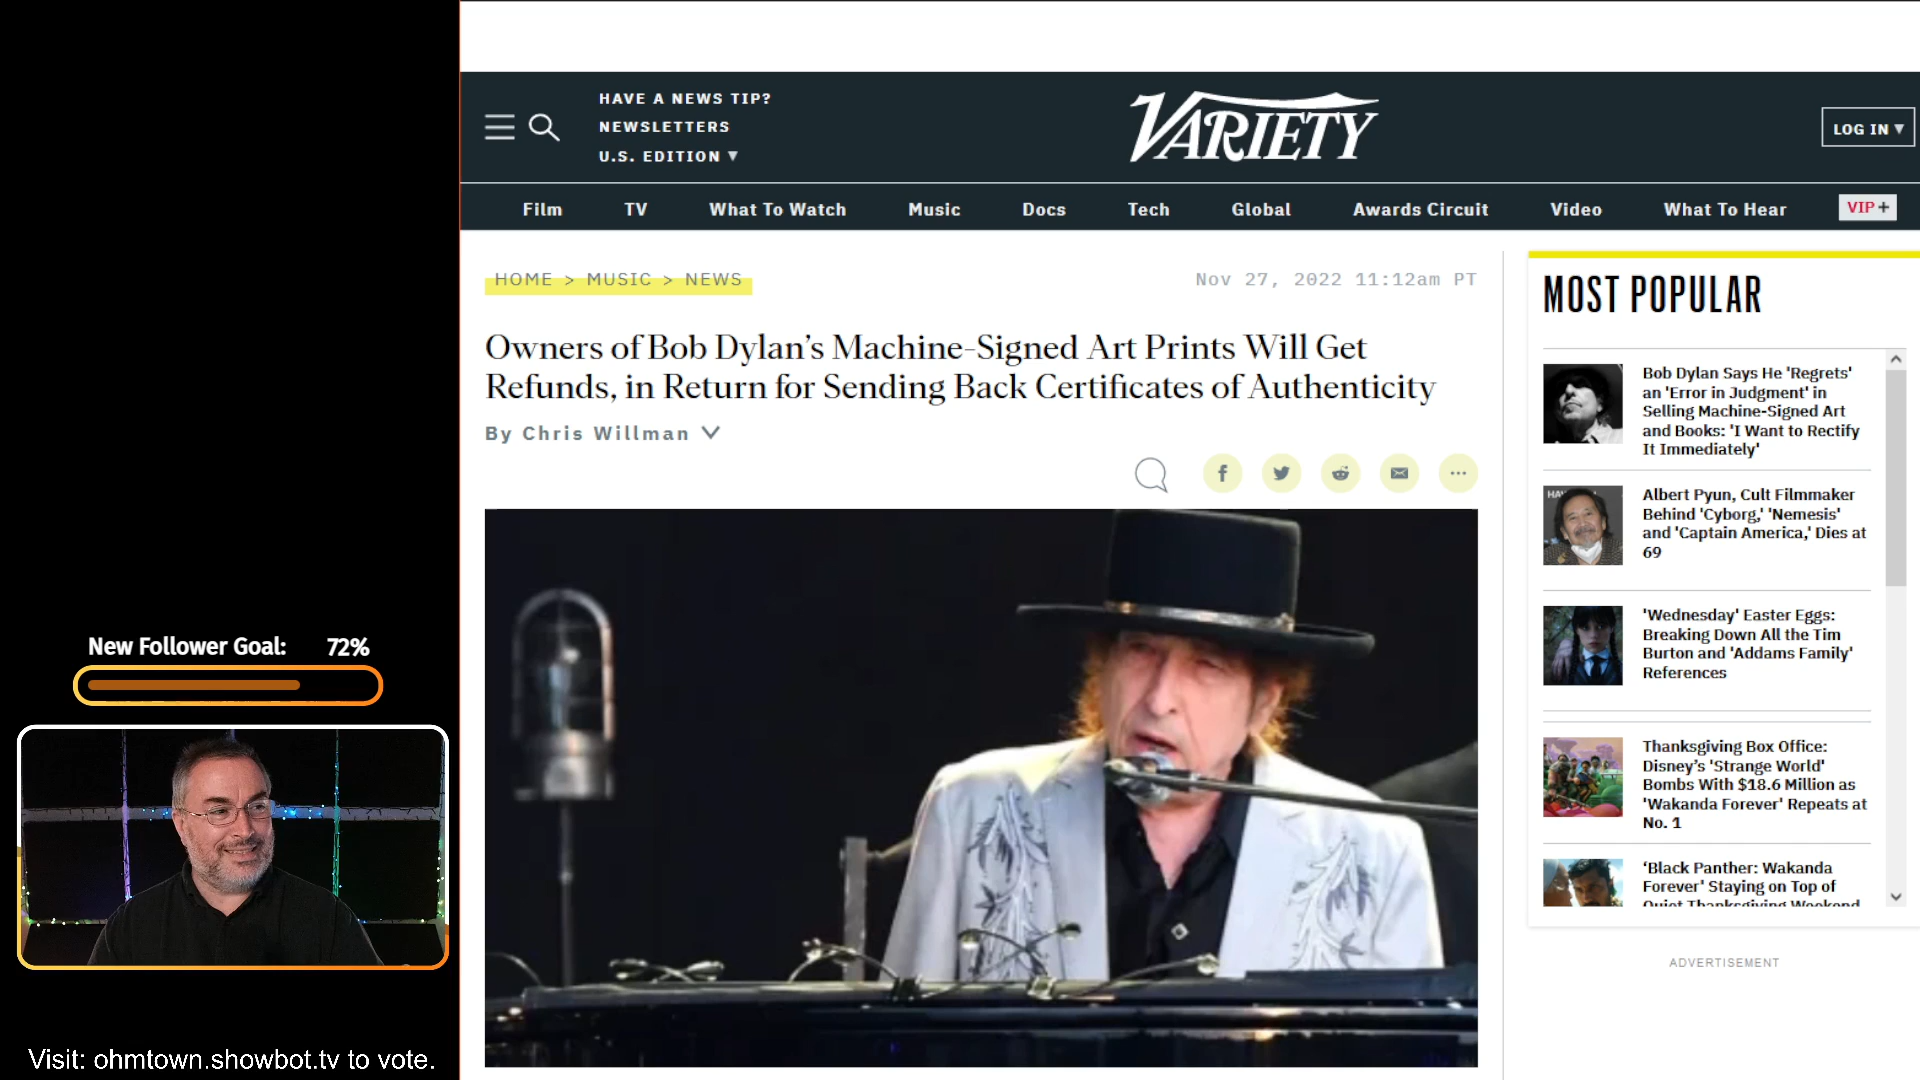 HAVE A NEWS TIP?
NEWSLETTERS
U.S. EDITION ▼
VARIETY
LOG IN ▼
Film TV What To Watch Music Docs Tech Global Awards Circuit Video What To Hear VIP+
HOME > MUSIC > NEWS
Nov 27, 2022 11:12am PT
Owners of Bob Dylan’s Machine-Signed Art Prints Will Get
Refunds, in Return for Sending Back Certificates of Authenticity
By Chris Willman
MOST POPULAR
Bob Dylan Says He 'Regrets'
an 'Error in Judgment' in
Selling Machine-Signed Art
and Books: 'I Want to Rectify
It Immediately'
Albert Pyun, Cult Filmmaker
Behind 'Cyborg,' 'Nemesis'
and 'Captain America,' Dies at
69
'Wednesday' Easter Eggs:
Breaking Down All the Tim
Burton and 'Addams Family'
References
Thanksgiving Box Office:
Disney’s 'Strange World'
Bombs With $18.6 Million as
'Wakanda Forever' Repeats at
No. 1
‘Black Panther: Wakanda
Forever' Staying on Top of
Quiet Thanksgiving Weekend
ADVERTISEMENT
New Follower Goal: 72%
Visit: ohmtown.showbot.tv to vote.